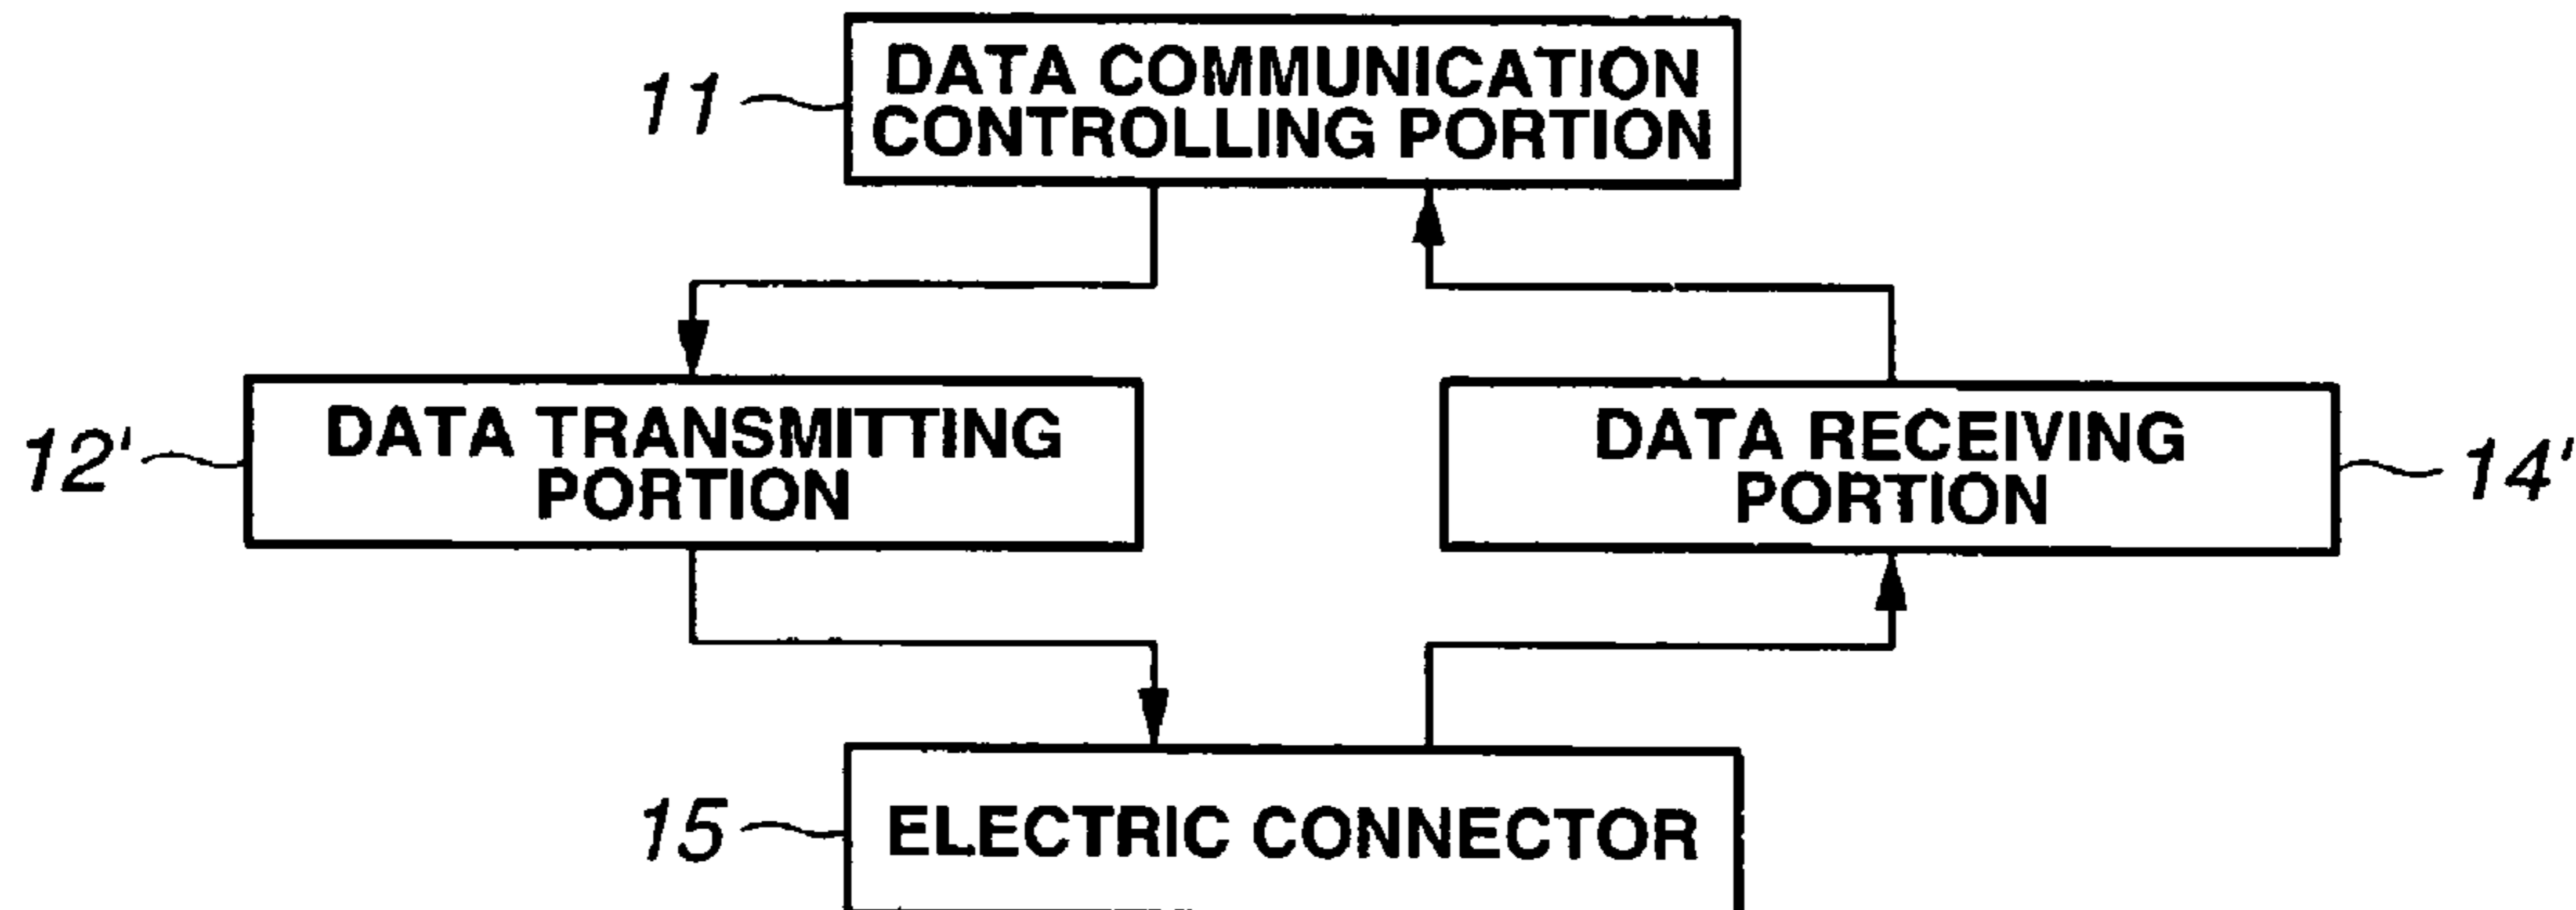 11
DATA COMMUNICATION
CONTROLLING PORTION
12'
DATA TRANSMITTING
PORTION
DATA RECEIVING
PORTION
14'
15
ELECTRIC CONNECTOR